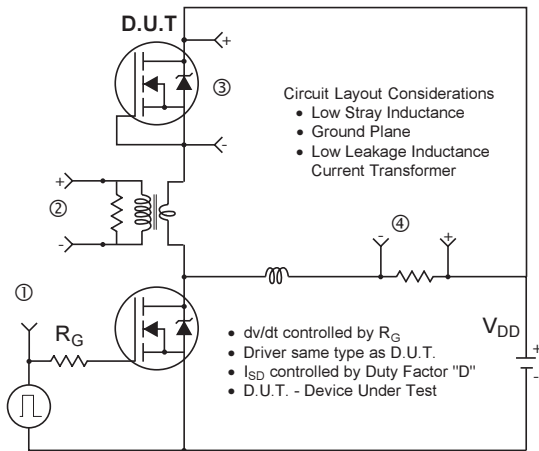 D.U.T
+
③
-
Circuit Layout Considerations
• Low Stray Inductance
• Ground Plane
• Low Leakage Inductance
Current Transformer
+
②
-
④
-
+
①
R_G
V_DD
+
-
• dv/dt controlled by R_G
• Driver same type as D.U.T.
• I_SD controlled by Duty Factor "D"
• D.U.T. - Device Under Test